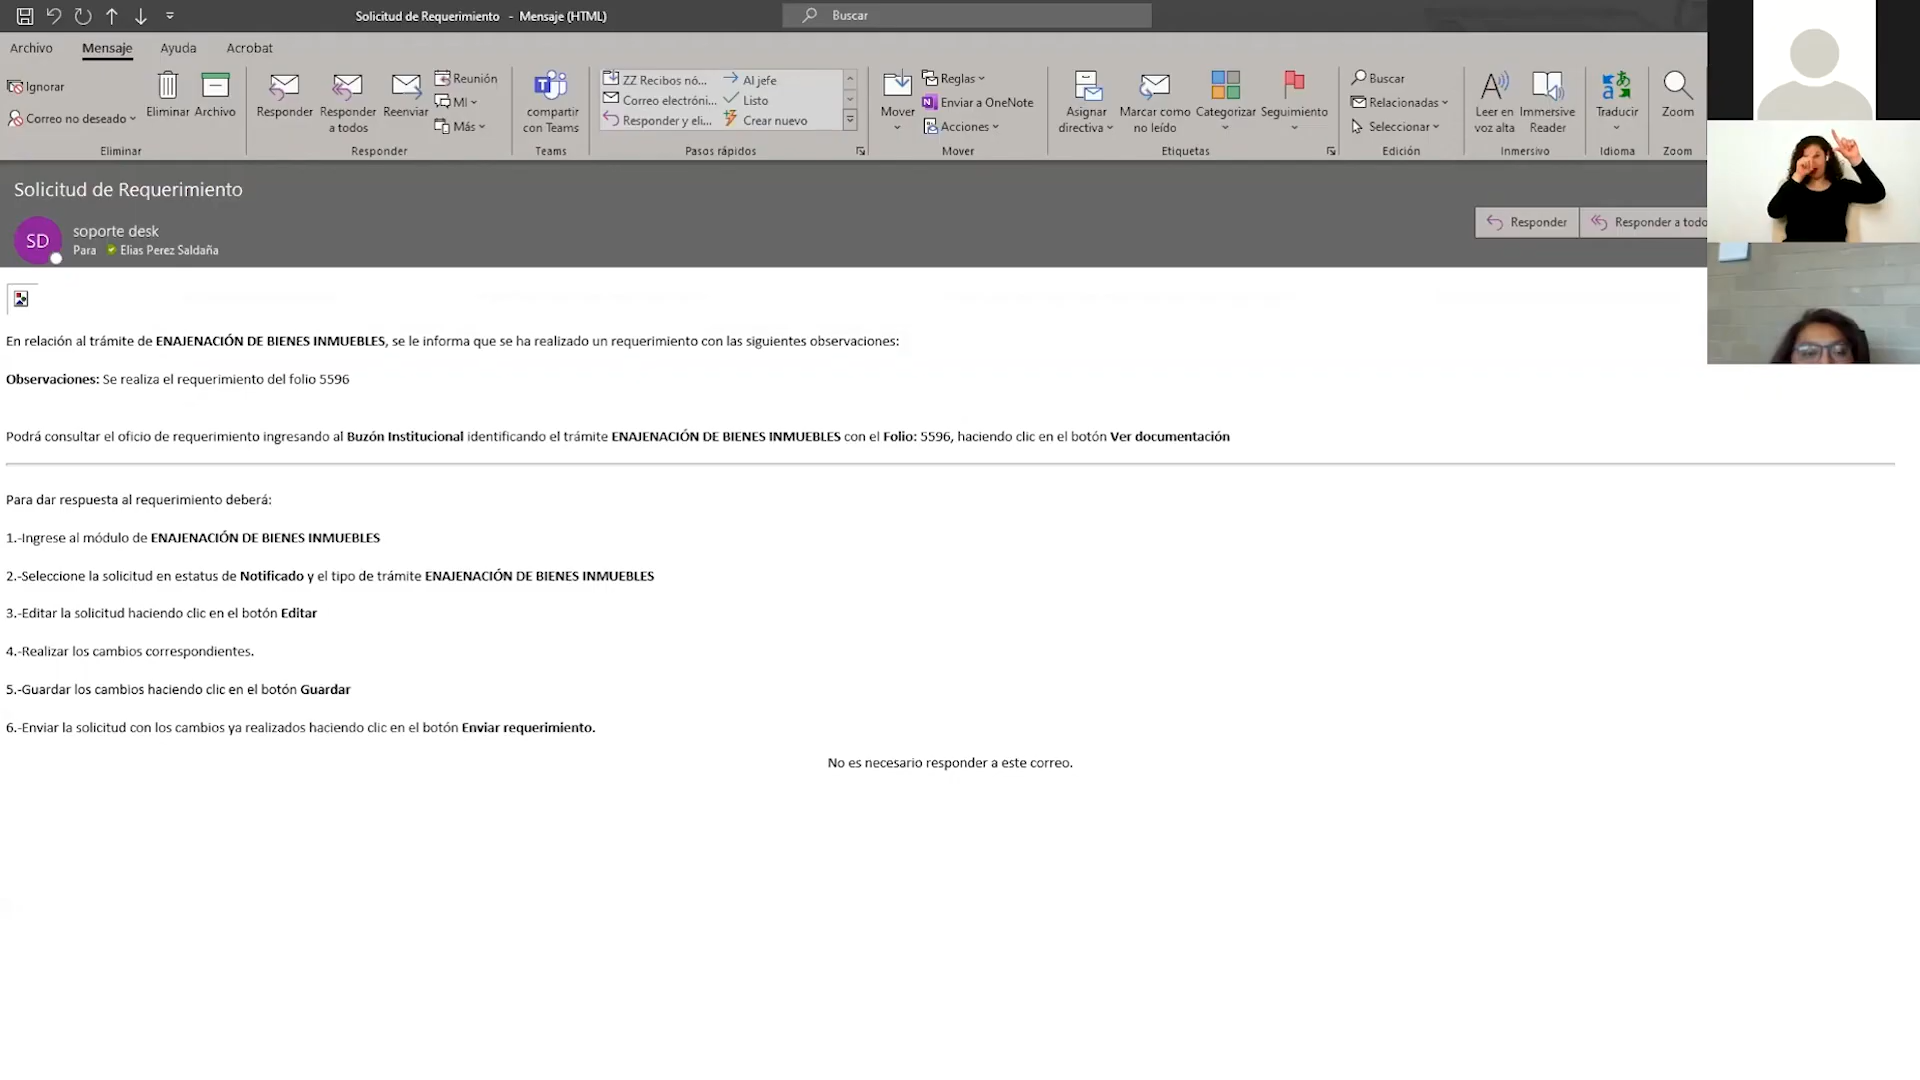 Solicitud de Requerimiento - Mensaje (HTML)
Buscar
Archivo Mensaje Ayuda Acrobat
Ignorar
Correo no deseado
Eliminar
Archivo
Eliminar
Responder
Responder a todos
Reenviar
Reunión
MI
Más
Responder
compartir con Teams
Teams
ZZ Recibos nó...
Correo electróni...
Responder y eli...
Al jefe
Listo
Crear nuevo
Pasos rápidos
Mover
Reglas
Enviar a OneNote
Acciones
Mover
Asignar directiva
Marcar como no leído
Categorizar
Seguimiento
Etiquetas
Buscar
Relacionadas
Seleccionar
Edición
Leer en voz alta
Immersive Reader
Inmersivo
Traducir
Idioma
Zoom
Zoom
Solicitud de Requerimiento
SD
soporte desk
Para Elias Perez Saldaña
Responder
Responder a todo
En relación al trámite de ENAJENACIÓN DE BIENES INMUEBLES, se le informa que se ha realizado un requerimiento con las siguientes observaciones:
Observaciones: Se realiza el requerimiento del folio 5596
Podrá consultar el oficio de requerimiento ingresando al Buzón Institucional identificando el trámite ENAJENACIÓN DE BIENES INMUEBLES con el Folio: 5596, haciendo clic en el botón Ver documentación
Para dar respuesta al requerimiento deberá:
1.-Ingrese al módulo de ENAJENACIÓN DE BIENES INMUEBLES
2.-Seleccione la solicitud en estatus de Notificado y el tipo de trámite ENAJENACIÓN DE BIENES INMUEBLES
3.-Editar la solicitud haciendo clic en el botón Editar
4.-Realizar los cambios correspondientes.
5.-Guardar los cambios haciendo clic en el botón Guardar
6.-Enviar la solicitud con los cambios ya realizados haciendo clic en el botón Enviar requerimiento.
No es necesario responder a este correo.